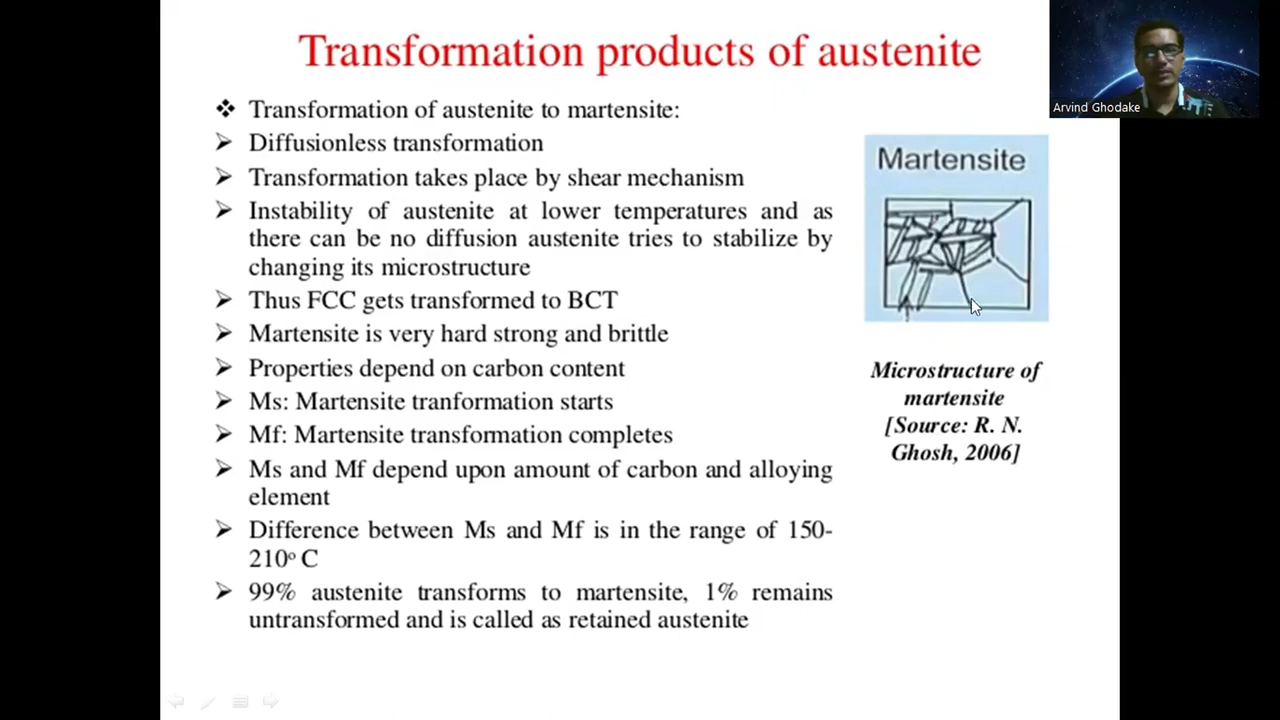 Transformation products of austenite
Arvind Ghodake
❖ Transformation of austenite to martensite:
➢ Diffusionless transformation
➢ Transformation takes place by shear mechanism
➢ Instability of austenite at lower temperatures and as
there can be no diffusion austenite tries to stabilize by
changing its microstructure
➢ Thus FCC gets transformed to BCT
➢ Martensite is very hard strong and brittle
➢ Properties depend on carbon content
➢ Ms: Martensite tranformation starts
➢ Mf: Martensite transformation completes
➢ Ms and Mf depend upon amount of carbon and alloying
element
➢ Difference between Ms and Mf is in the range of 150-
210º C
➢ 99% austenite transforms to martensite, 1% remains
untransformed and is called as retained austenite
Martensite
Microstructure of
martensite
[Source: R. N.
Ghosh, 2006]